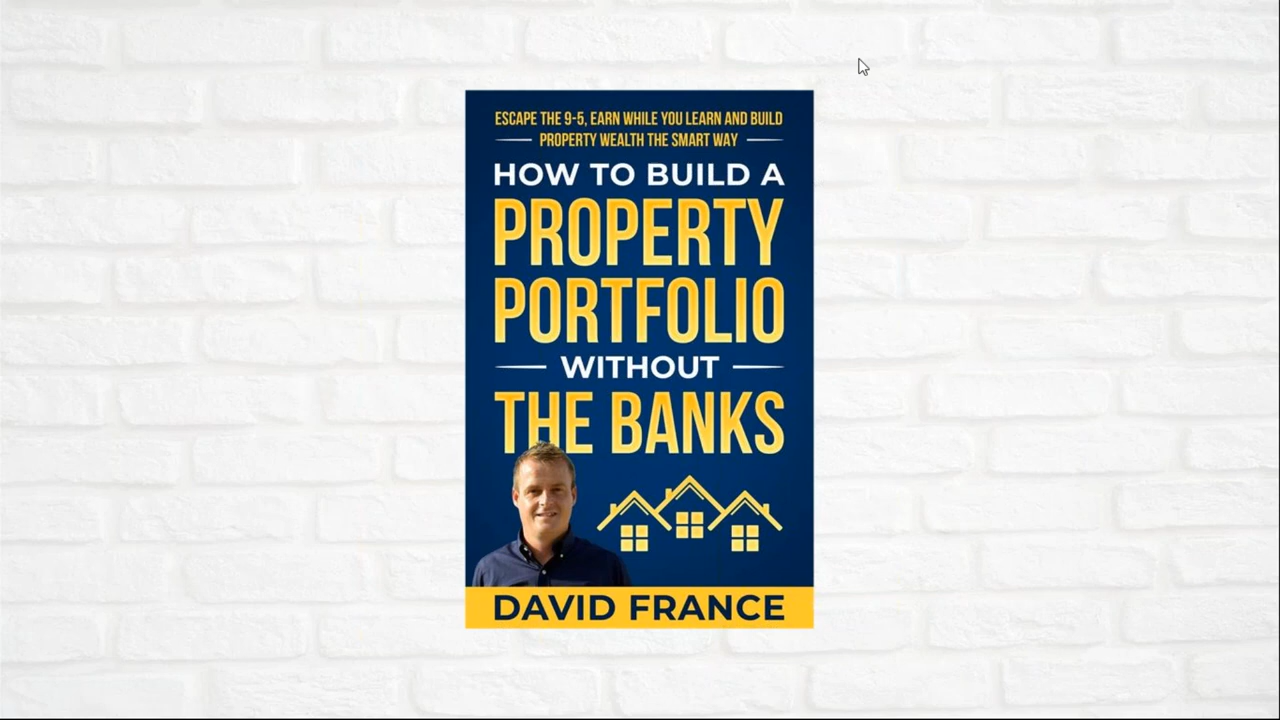 ESCAPE THE 9-5, EARN WHILE YOU LEARN AND BUILD
PROPERTY WEALTH THE SMART WAY
HOW TO BUILD A
PROPERTY
PORTFOLIO
WITHOUT
THE BANKS
DAVID FRANCE